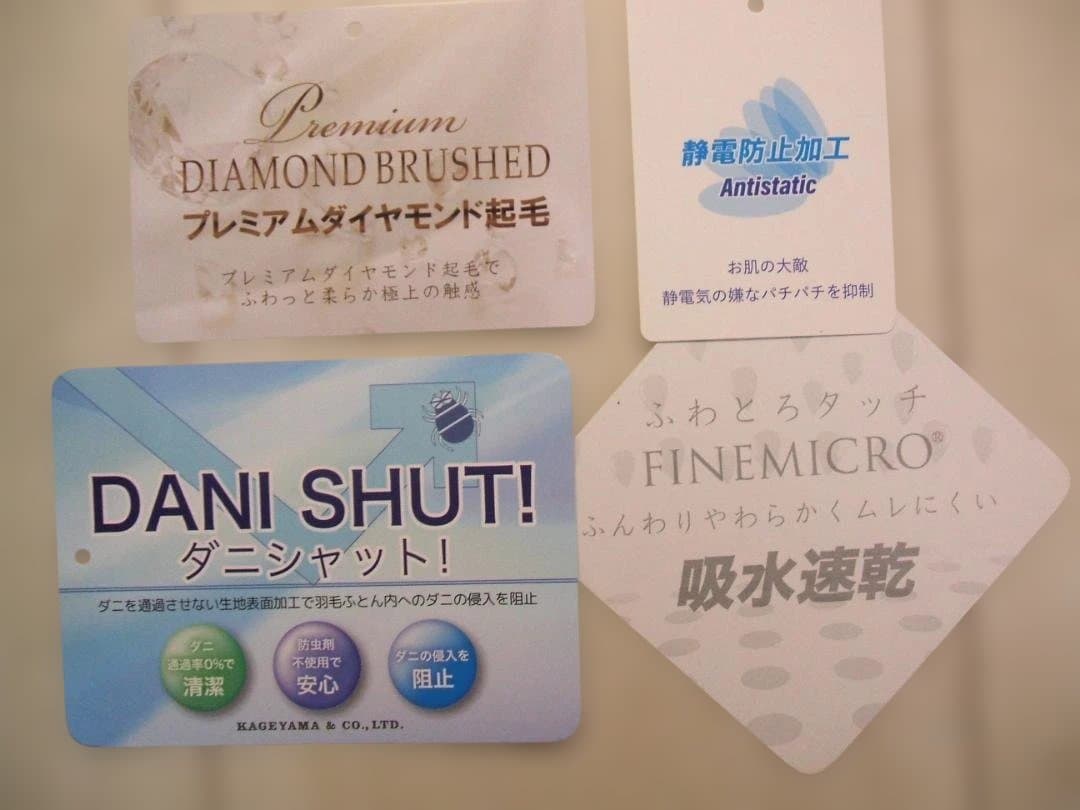 Premium
DIAMOND BRUSHED
プレミアムダイヤモンド起毛
プレミアムダイヤモンド起毛で
ふわっと柔らか極上の触感
静電防止加工
Antistatic
お肌の大敵
静電気の嫌なパチパチを抑制
DANI SHUT!
ダニシャット!
ダニを通過させない生地表面加工で羽毛ふとん内へのダニの侵入を阻止
ダニ
通過率0%で
清潔
防虫剤
不使用で
安心
ダニの侵入を
阻止
KAGEYAMA & CO., LTD.
ふわとろタッチ
FINEMICRO®
ふんわりやわらかくムレにくい
吸水速乾